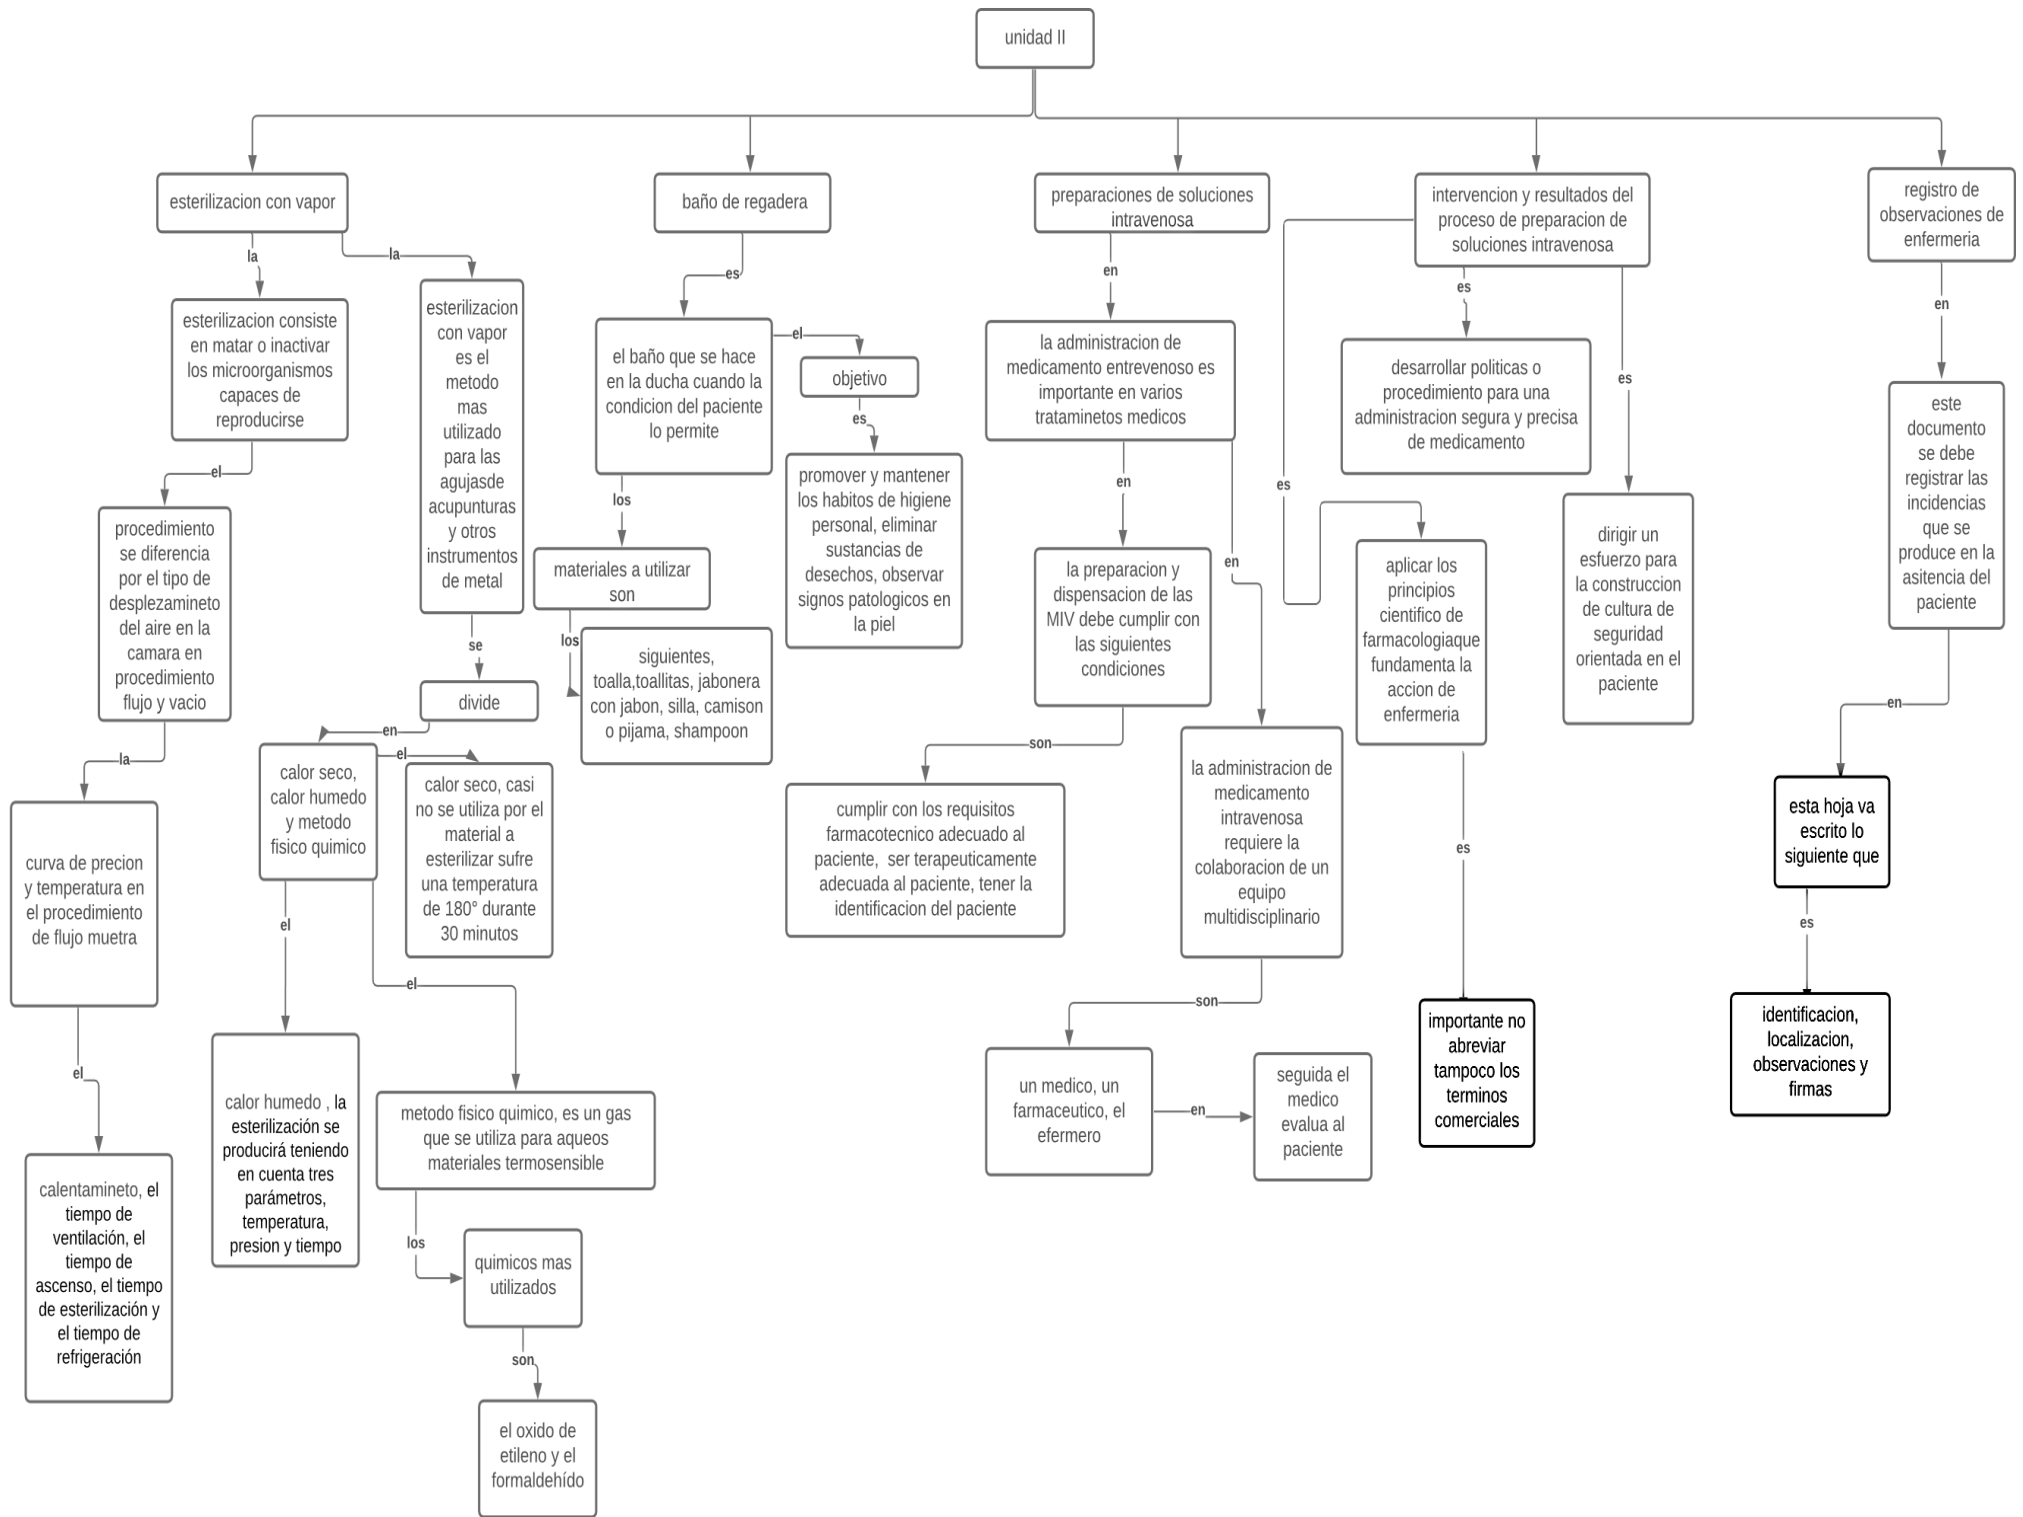 unidad II
esterilizacion con vapor
la
la
esterilizacion consiste
en matar o inactivar
los microorganismos
capaces de
reproducirse
el
procedimiento
se diferencia
por el tipo de
desplezamineto
del aire en la
camara en
procedimiento
flujo y vacio
la
curva de precion
y temperatura en
el procedimiento
de flujo muetra
el
calentamineto, el
tiempo de
ventilación, el
tiempo de
ascenso, el tiempo
de esterilización y
el tiempo de
refrigeración
esterilizacion
con vapor
es el
metodo
mas
utilizado
para las
agujasde
acupunturas
y otros
instrumentos
de metal
se
divide
en
calor seco,
calor humedo
y metodo
fisico quimico
el
calor seco, casi
no se utiliza por el
material a
esterilizar sufre
una temperatura
de 180° durante
30 minutos
el
calor humedo , la
esterilización se
producirá teniendo
en cuenta tres
parámetros,
temperatura,
presion y tiempo
el
metodo fisico quimico, es un gas
que se utiliza para aqueos
materiales termosensible
los
quimicos mas
utilizados
son
el oxido de
etileno y el
formaldehído
baño de regadera
es
el baño que se hace
en la ducha cuando la
condicion del paciente
lo permite
el
objetivo
es
promover y mantener
los habitos de higiene
personal, eliminar
sustancias de
desechos, observar
signos patologicos en
la piel
los
materiales a utilizar
son
los
siguientes,
toalla,toallitas, jabonera
con jabon, silla, camison
o pijama, shampoon
preparaciones de soluciones
intravenosa
en
la administracion de
medicamento entrevenoso es
importante en varios
trataminetos medicos
en
la preparacion y
dispensacion de las
MIV debe cumplir con
las siguientes
condiciones
son
cumplir con los requisitos
farmacotecnico adecuado al
paciente,  ser terapeuticamente
adecuada al paciente, tener la
identificacion del paciente
en
la administracion de
medicamento
intravenosa
requiere la
colaboracion de un
equipo
multidisciplinario
son
un medico, un
farmaceutico, el
efermero
en
seguida el
medico
evalua al
paciente
intervencion y resultados del
proceso de preparacion de
soluciones intravenosa
es
desarrollar politicas o
procedimiento para una
administracion segura y precisa
de medicamento
es
dirigir un
esfuerzo para
la construccion
de cultura de
seguridad
orientada en el
paciente
es
aplicar los
principios
cientifico de
farmacologiaque
fundamenta la
accion de
enfermeria
es
importante no
abreviar
tampoco los
terminos
comerciales
registro de
observaciones de
enfermeria
en
este
documento
se debe
registrar las
incidencias
que se
produce en la
asitencia del
paciente
en
esta hoja va
escrito lo
siguiente que
es
identificacion,
localizacion,
observaciones y
firmas